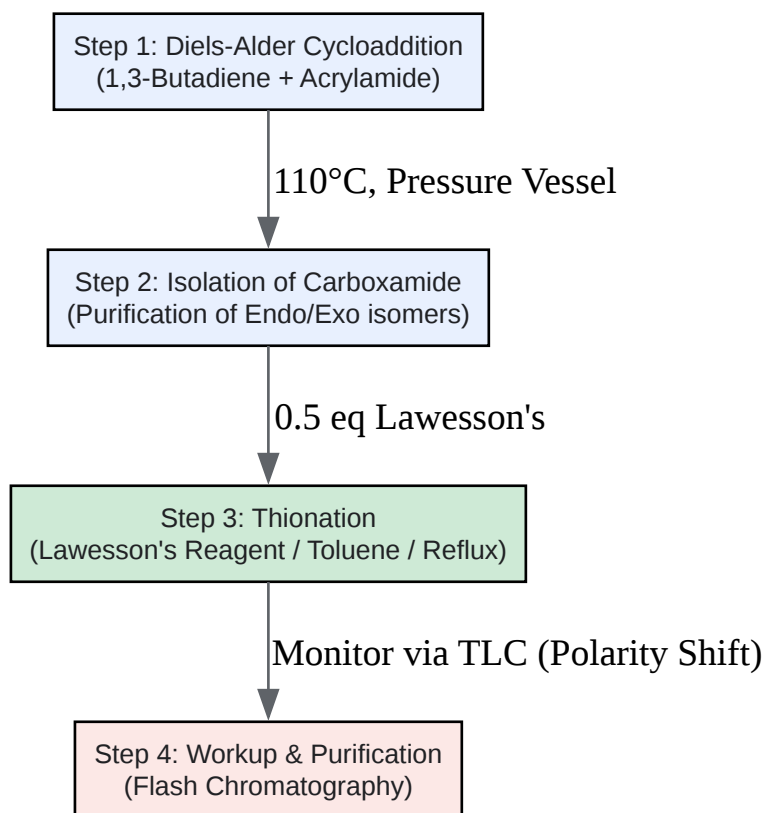 Step 1: Diels-Alder Cycloaddition
(1,3-Butadiene + Acrylamide)
110°C, Pressure Vessel
Step 2: Isolation of Carboxamide
(Purification of Endo/Exo isomers)
0.5 eq Lawesson's
Step 3: Thionation
(Lawesson's Reagent / Toluene / Reflux)
Monitor via TLC (Polarity Shift)
Step 4: Workup & Purification
(Flash Chromatography)